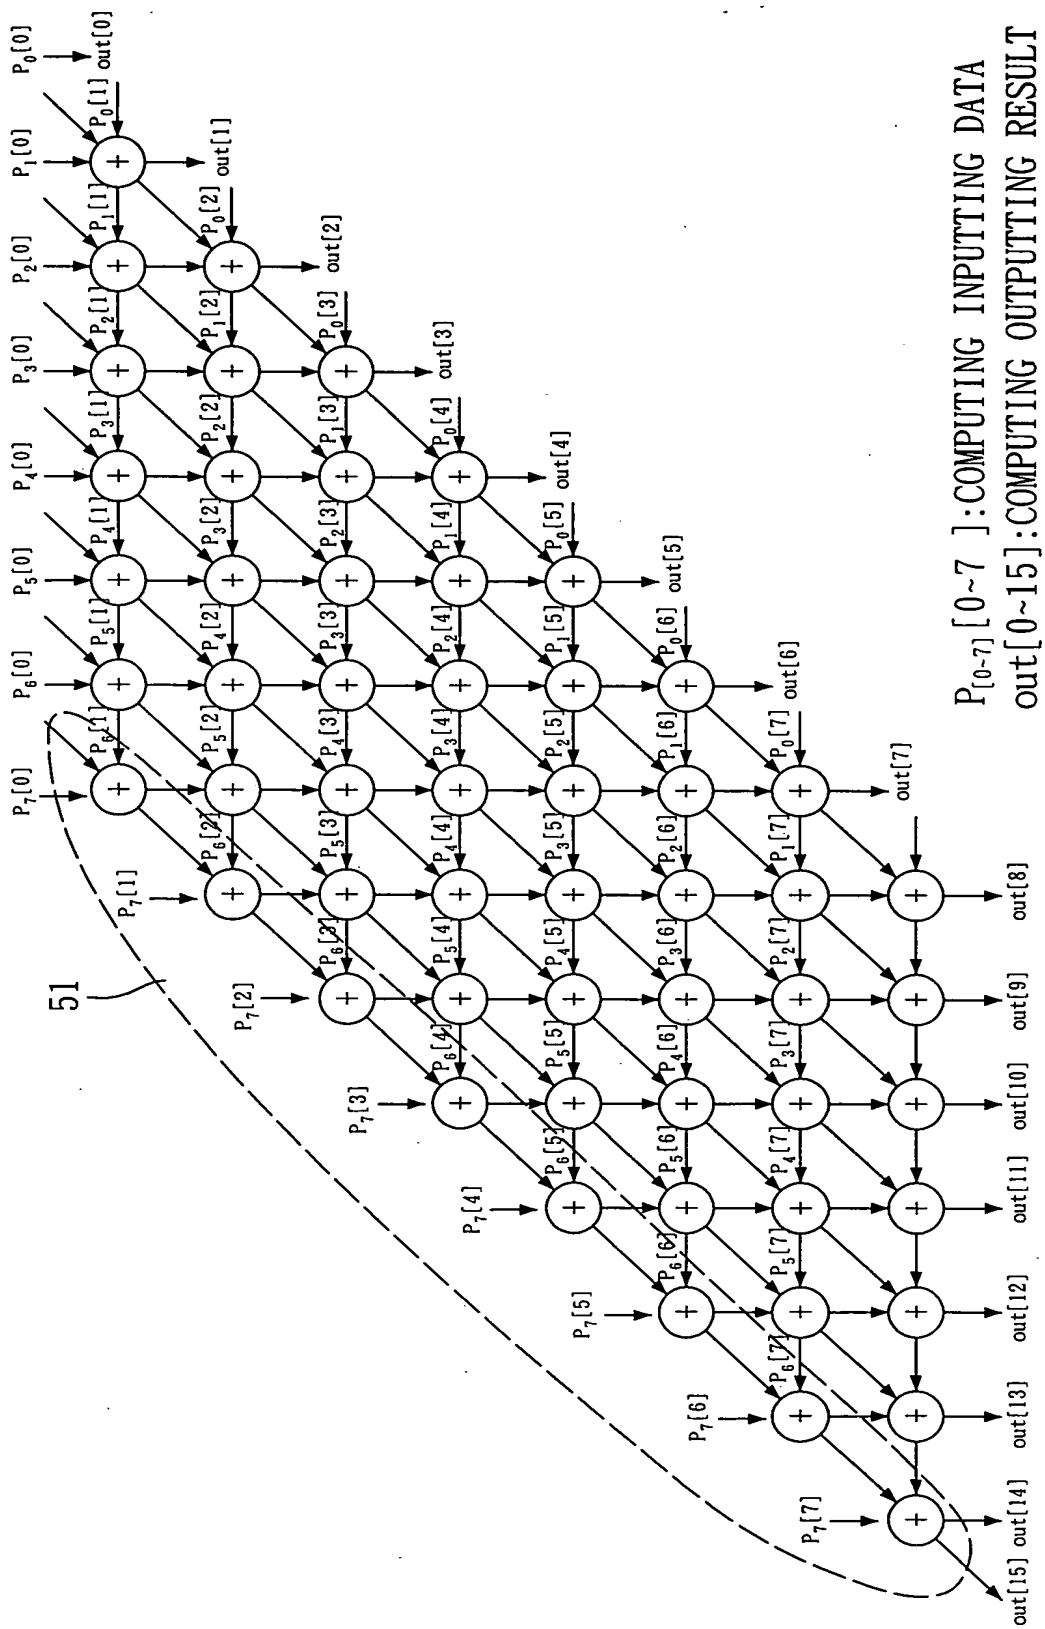 P₀[0]
out[0]
P₁[0]
P₀[1]
out[1]
P₂[0]
P₁[1]
P₀[2]
out[2]
P₃[0]
P₂[1]
P₁[2]
P₀[3]
out[3]
P₄[0]
P₃[1]
P₂[2]
P₁[3]
P₀[4]
out[4]
P₅[0]
P₄[1]
P₃[2]
P₂[3]
P₁[4]
P₀[5]
out[5]
P₆[0]
P₅[1]
P₄[2]
P₃[3]
P₂[4]
P₁[5]
P₀[6]
out[6]
P₇[0]
P₆[1]
P₅[2]
P₄[3]
P₃[4]
P₂[5]
P₁[6]
P₀[7]
out[7]
P₇[1]
P₆[2]
P₅[3]
P₄[4]
P₃[5]
P₂[6]
P₁[7]
out[8]
51
P₇[2]
P₆[3]
P₅[4]
P₄[5]
P₃[6]
P₂[7]
out[9]
P₇[3]
P₆[4]
P₅[5]
P₄[6]
P₃[7]
out[10]
P₇[4]
P₆[5]
P₅[6]
P₄[7]
out[11]
P₇[5]
P₆[6]
P₅[7]
out[12]
P₇[6]
P₆[7]
out[13]
P₇[7]
out[14]
out[15]
P[0~7][0~7 ]:COMPUTING INPUTTING DATA
out[0~15]:COMPUTING OUTPUTTING RESULT